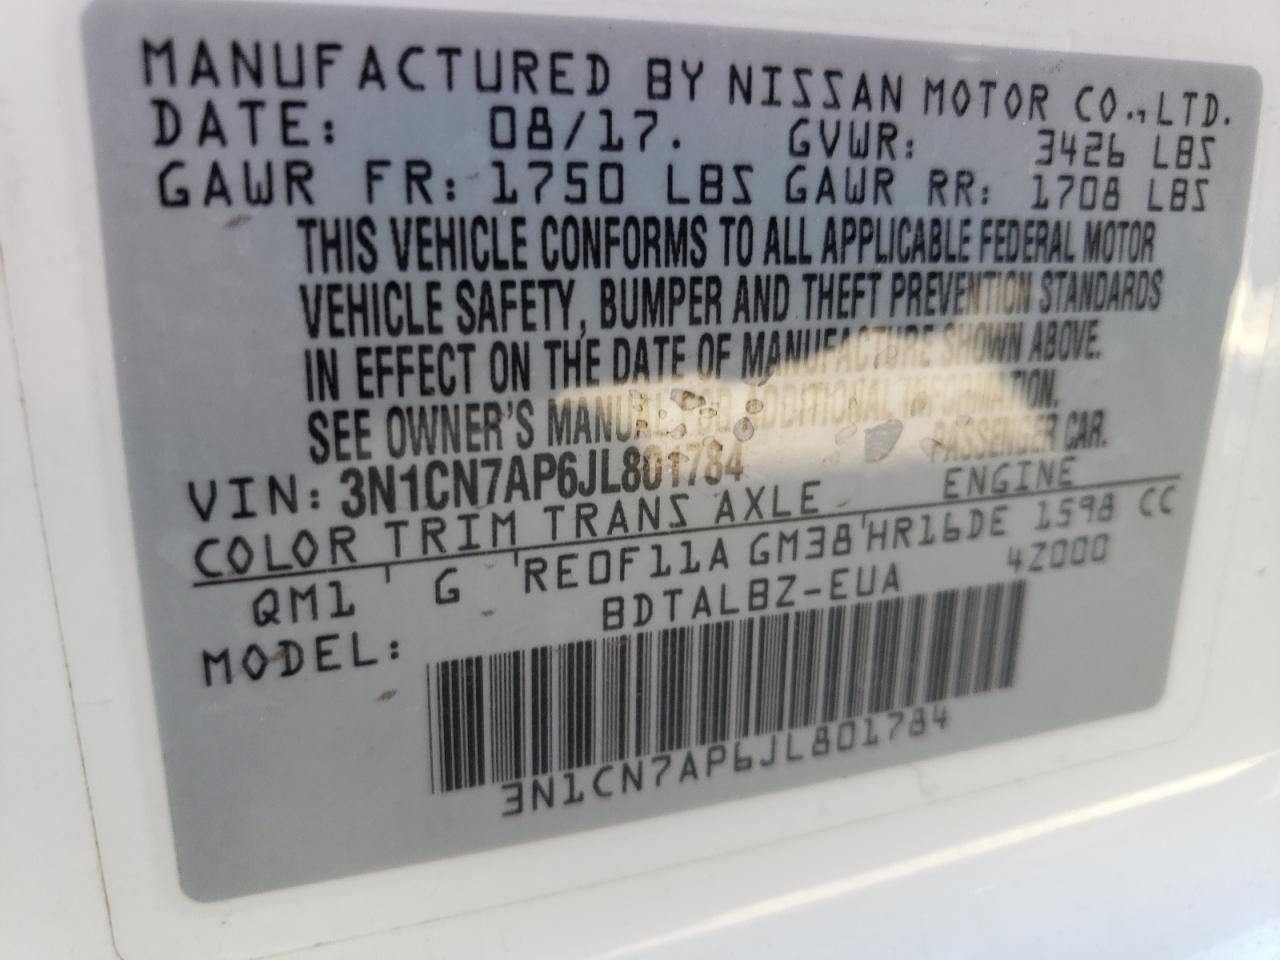 MANUFACTURED BY NISSAN MOTOR CO.,LTD.
DATE: 08/17. GVWR: 3426 LBS
GAWR FR: 1750 LBS GAWR RR: 1708 LBS
THIS VEHICLE CONFORMS TO ALL APPLICABLE FEDERAL MOTOR
VEHICLE SAFETY, BUMPER AND THEFT PREVENTION STANDARDS
IN EFFECT ON THE DATE OF MANUFACTURE SHOWN ABOVE.
SEE OWNER'S MANUAL FOR ADDITIONAL INFORMATION.
PASSENGER CAR.
VIN: 3N1CN7AP6JL801784
COLOR TRIM TRANS AXLE ENGINE
QM1 ' G ' RE0F11A GM38 ' HR16DE 1598 CC
MODEL: BDTALBZ-EUA 4Z000
3N1CN7AP6JL801784